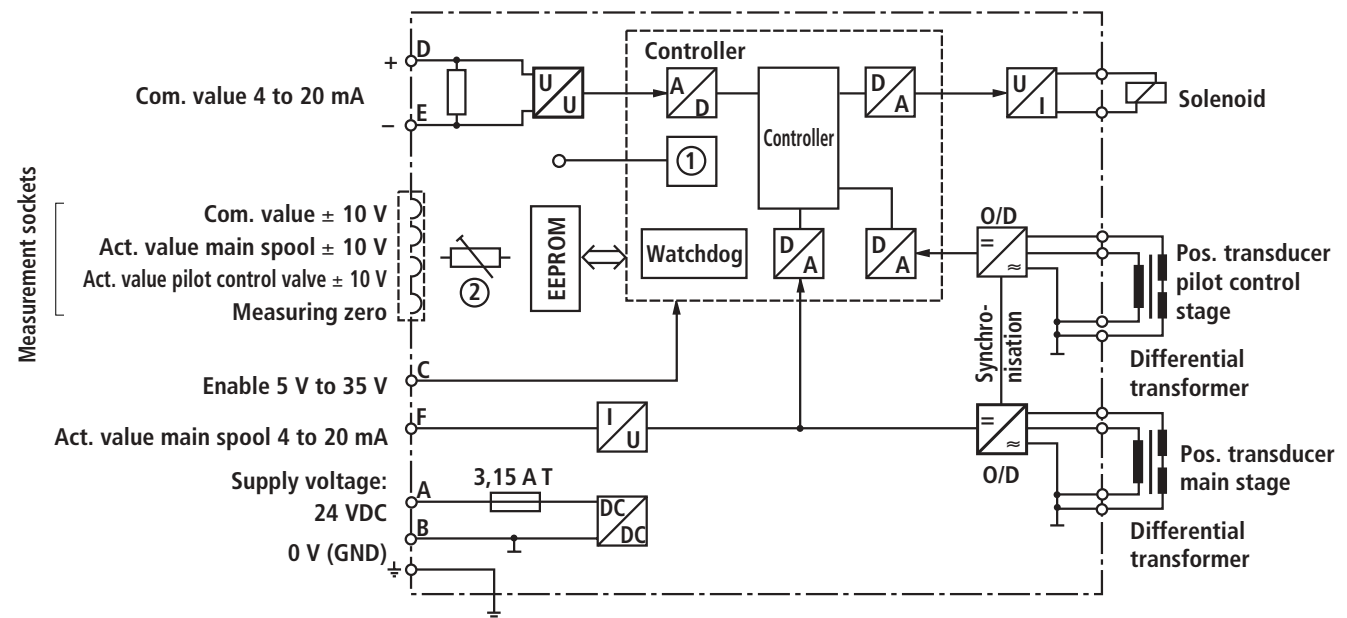 D
+
Com. value 4 to 20 mA
E
–
U
U
Controller
A
D
Controller
D
A
U
I
Solenoid
1
Measurement sockets
Com. value ± 10 V
Act. value main spool ± 10 V
Act. value pilot control valve ± 10 V
Measuring zero
2
EEPROM
Watchdog
D
A
D
A
O/D
=
≈
Pos. transducer
pilot control
stage
Synchro-
nisation
Differential
transformer
C
Enable 5 V to 35 V
F
Act. value main spool 4 to 20 mA
I
U
=
≈
O/D
Pos. transducer
main stage
Differential
transformer
Supply voltage:
24 VDC
A
3,15 A T
DC
DC
B
0 V (GND)